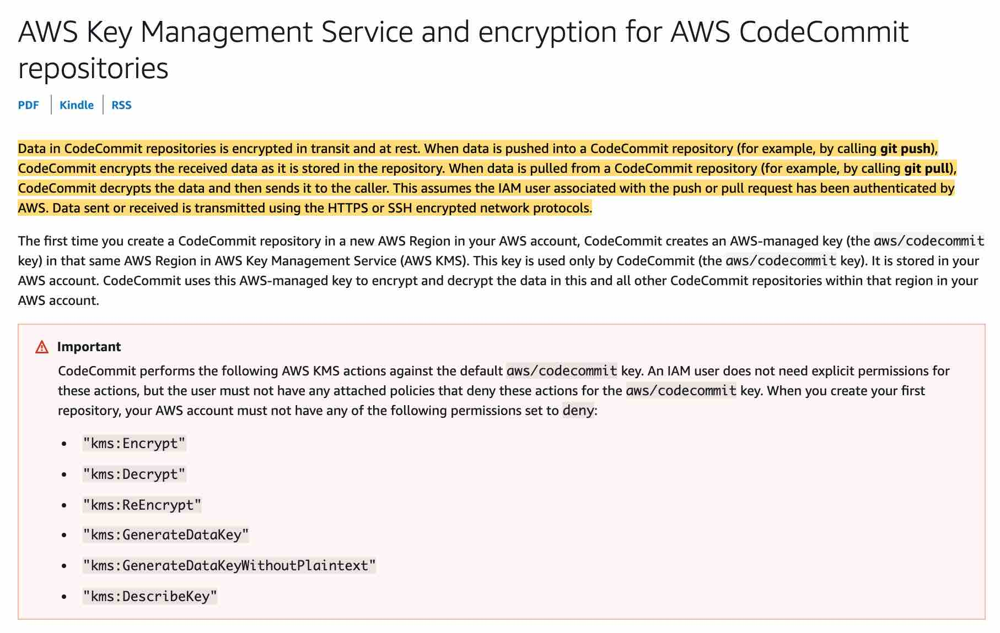 AWS Key Management Service and encryption for AWS CodeCommit
repositories
PDF
Kindle
RSS
Data in CodeCommit repositories is encrypted in transit and at rest. When data is pushed into a CodeCommit repository (for example, by calling git push),
CodeCommit encrypts the received data as it is stored in the repository. When data is pulled from a CodeCommit repository (for example, by calling git pull),
CodeCommit decrypts the data and then sends it to the caller. This assumes the IAM user associated with the push or pull request has been authenticated by
AWS. Data sent or received is transmitted using the HTTPS or SSH encrypted network protocols.
The first time you create a CodeCommit repository in a new AWS Region in your AWS account, CodeCommit creates an AWS-managed key (the aws/codecommit
key) in that same AWS Region in AWS Key Management Service (AWS KMS). This key is used only by CodeCommit (the aws/codecommit key). It is stored in your
AWS account. CodeCommit uses this AWS-managed key to encrypt and decrypt the data in this and all other CodeCommit repositories within that region in your
AWS account.
Important
CodeCommit performs the following AWS KMS actions against the default aws/codecommit key. An IAM user does not need explicit permissions for
these actions, but the user must not have any attached policies that deny these actions for the aws/codecommit key. When you create your first
repository, your AWS account must not have any of the following permissions set to deny:
• "kms:Encrypt"
• "kms:Decrypt"
• "kms:ReEncrypt"
• "kms:GenerateDataKey"
• "kms:GenerateDataKeyWithoutPlaintext"
• "kms:DescribeKey"